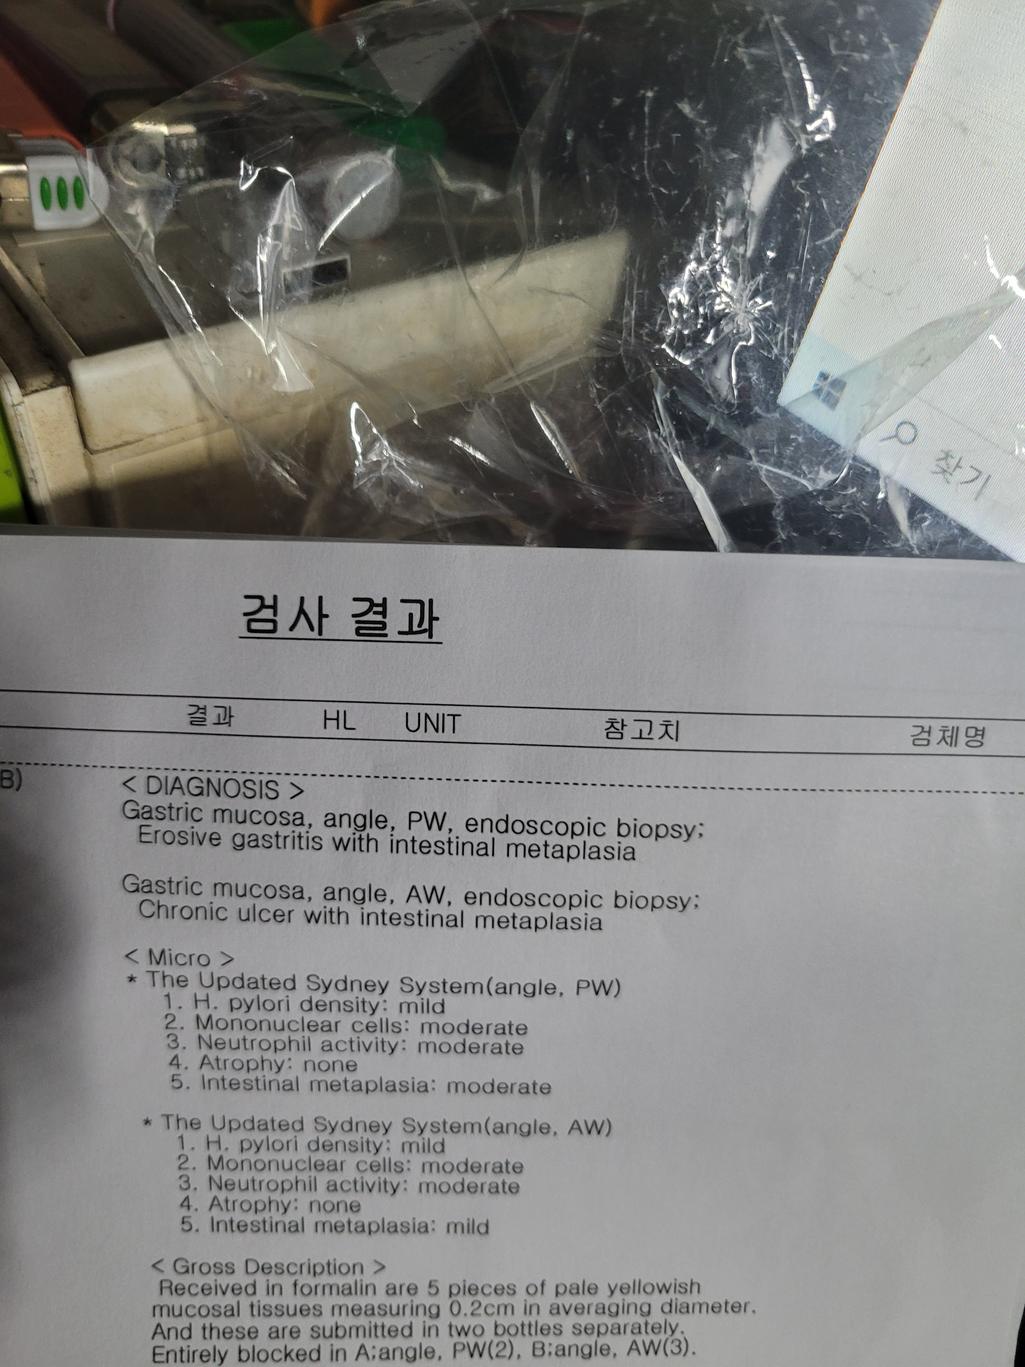 찾기
검사 결과
결과 HL UNIT 참고치 검체명
B)
< DIAGNOSIS >
Gastric mucosa, angle, PW, endoscopic biopsy;
Erosive gastritis with intestinal metaplasia
Gastric mucosa, angle, AW, endoscopic biopsy;
Chronic ulcer with intestinal metaplasia
< Micro >
* The Updated Sydney System(angle, PW)
1. H. pylori density: mild
2. Mononuclear cells: moderate
3. Neutrophil activity: moderate
4. Atrophy: none
5. Intestinal metaplasia: moderate
* The Updated Sydney System(angle, AW)
1. H. pylori density: mild
2. Mononuclear cells: moderate
3. Neutrophil activity: moderate
4. Atrophy: none
5. Intestinal metaplasia: mild
< Gross Description >
Received in formalin are 5 pieces of pale yellowish
mucosal tissues measuring 0.2cm in averaging diameter.
And these are submitted in two bottles separately.
Entirely blocked in A;angle, PW(2), B;angle, AW(3).